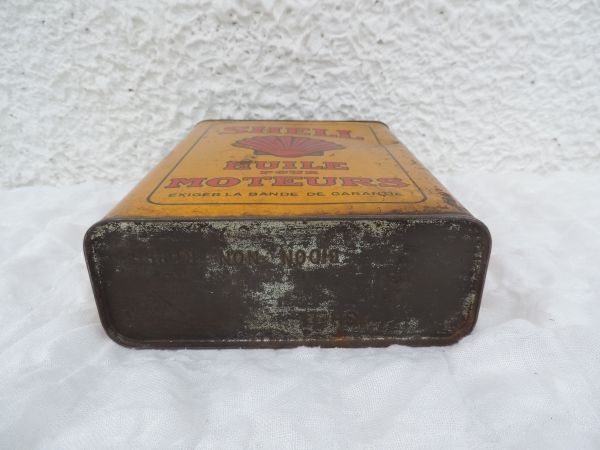 SHELL
HUILE
POUR
MOTEURS
EXIGER LA BANDE DE GARANTIE
BIDON NON